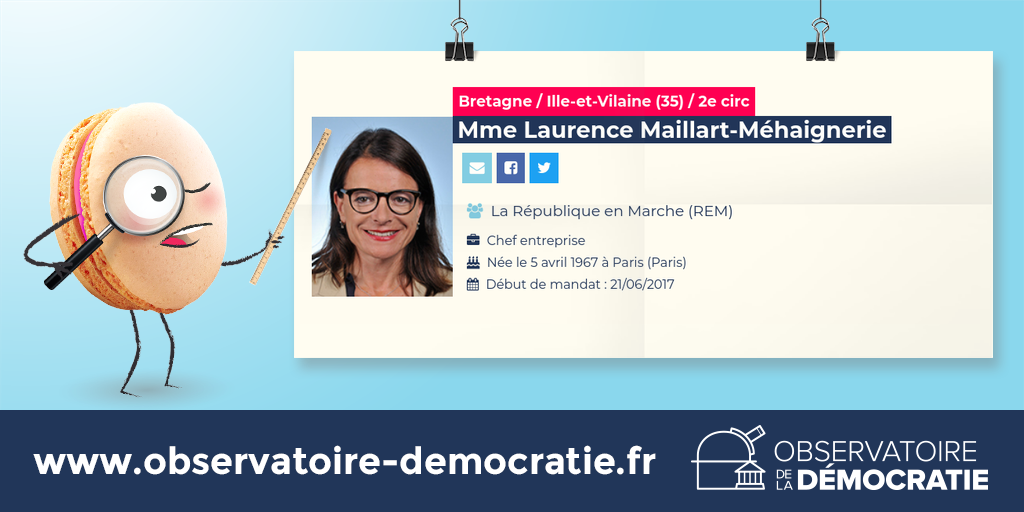 Bretagne / Ille-et-Vilaine (35) / 2e circ
Mme Laurence Maillart-Méhaignerie
La République en Marche (REM)
Chef entreprise
Née le 5 avril 1967 à Paris (Paris)
Début de mandat : 21/06/2017
www.observatoire-democratie.fr
OBSERVATOIRE
DE LA DÉMOCRATIE